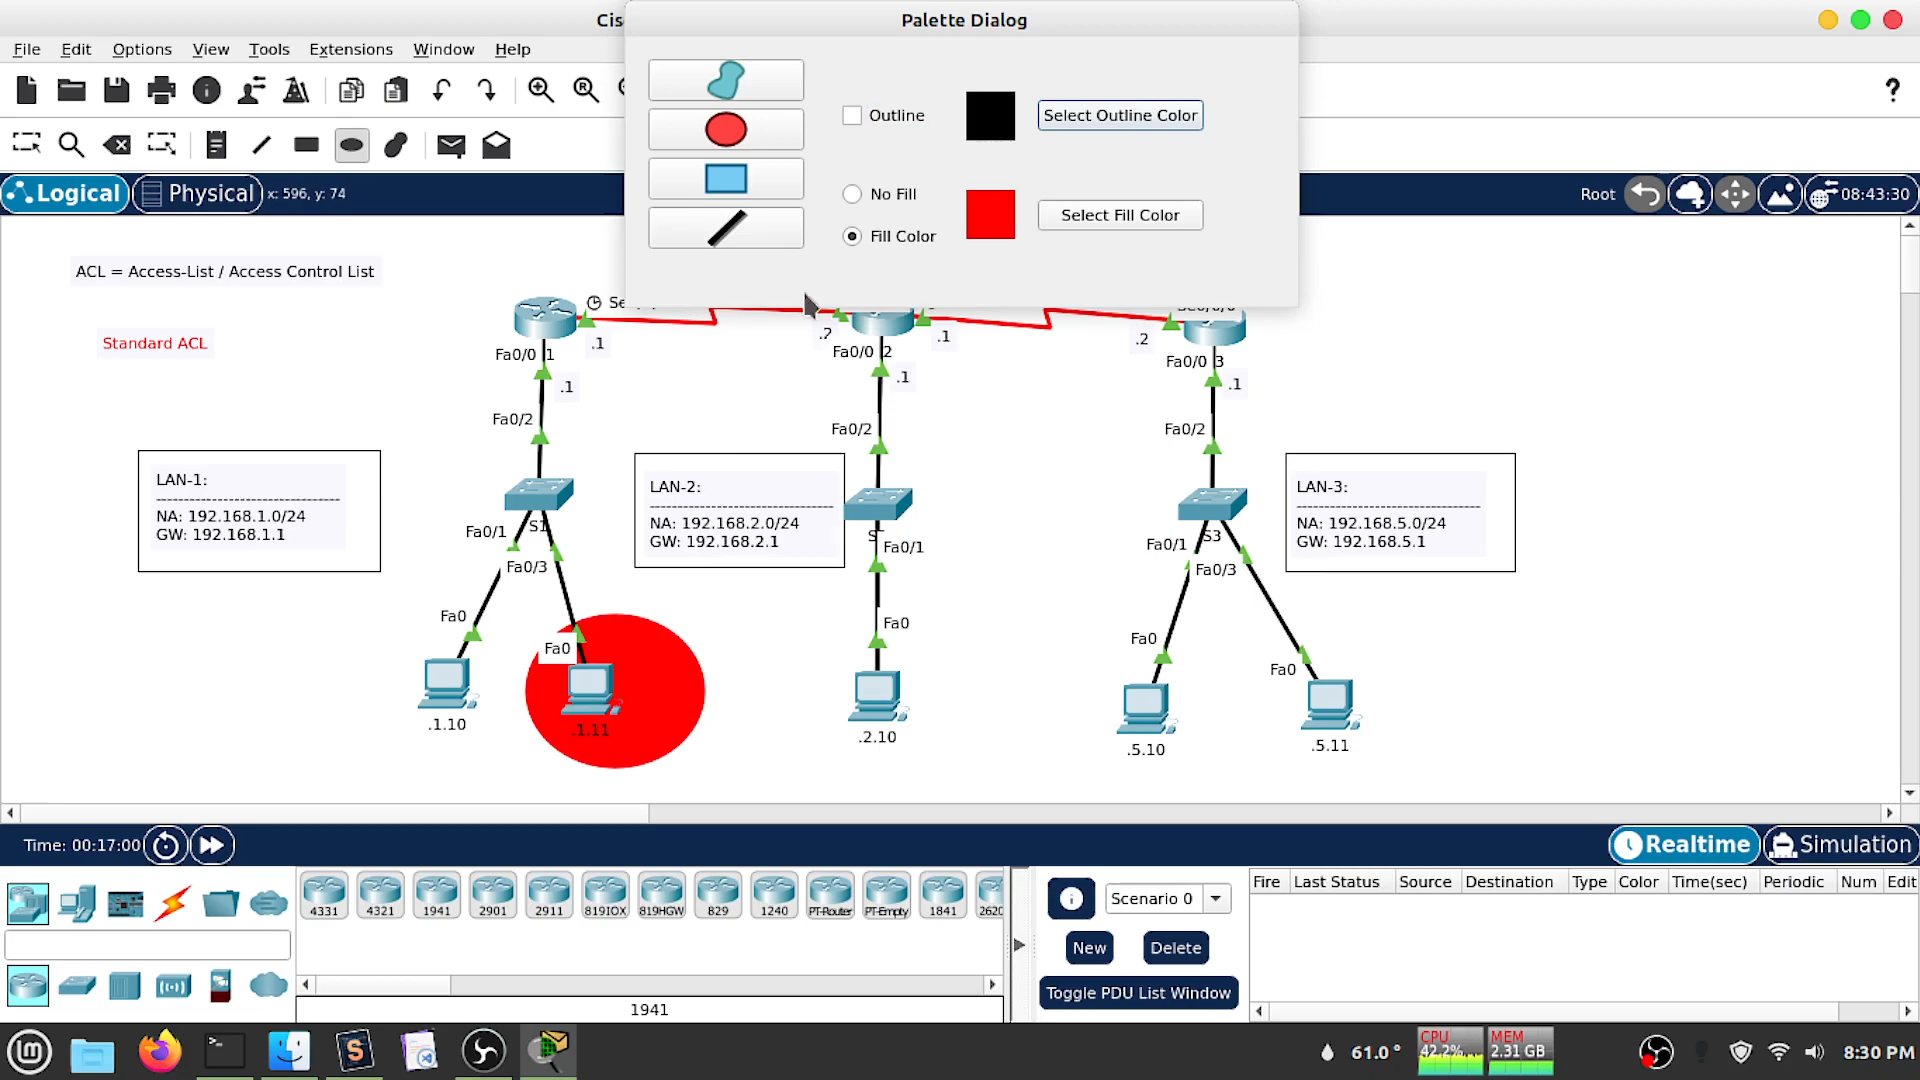 Cis
Palette Dialog
File Edit Options View Tools Extensions Window Help
Outline
Select Outline Color
No Fill
Fill Color
Select Fill Color
Logical
Physical
x: 596, y: 74
Root
08:43:30
ACL = Access-List / Access Control List
Standard ACL
Fa0/0
1
.1
.1
Fa0/2
Fa0/1
S1
Fa0/3
Fa0
Fa0
.1.10
.1.11
LAN-1:
NA: 192.168.1.0/24
GW: 192.168.1.1
.2
Fa0/0
2
.1
.1
Fa0/2
Fa0/1
Fa0
.2.10
LAN-2:
NA: 192.168.2.0/24
GW: 192.168.2.1
.2
Fa0/0
3
.1
Fa0/2
Fa0/1
S3
Fa0/3
Fa0
Fa0
.5.10
.5.11
LAN-3:
NA: 192.168.5.0/24
GW: 192.168.5.1
Time: 00:17:00
Realtime
Simulation
4331 4321 1941 2901 2911 819IOX 819HGW 829 1240 PT-Router PT-Empty 1841 2620
1941
Scenario 0
New
Delete
Toggle PDU List Window
Fire Last Status Source Destination Type Color Time(sec) Periodic Num Edit
61.0 °
CPU
42.2%
MEM
2.31 GB
8:30 PM